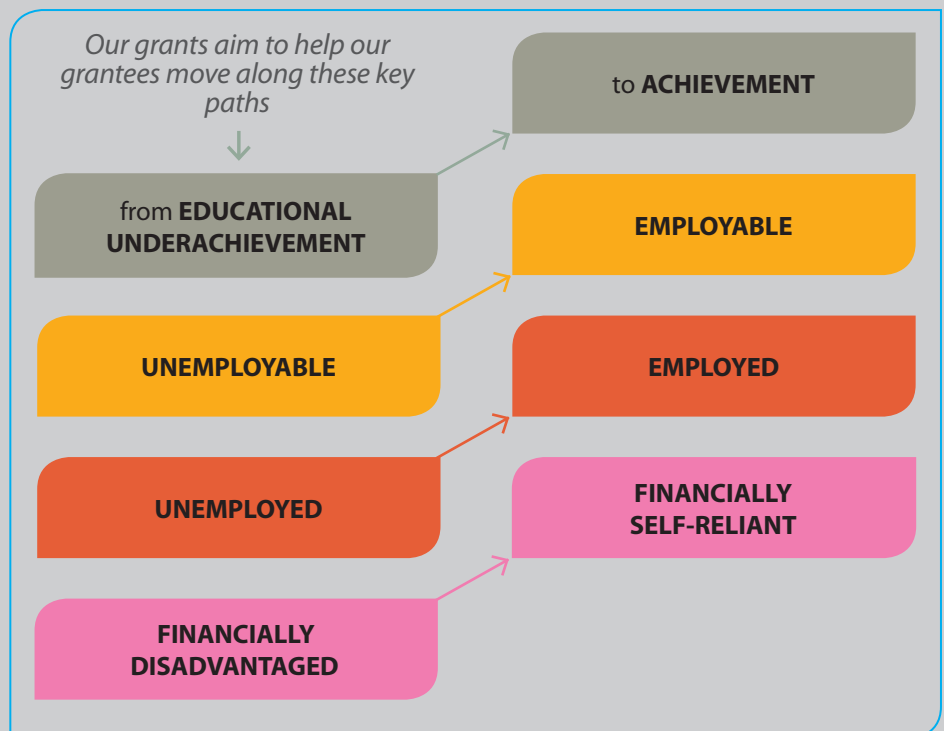 Our grants aim to help our
grantees move along these key
paths
from EDUCATIONAL
UNDERACHIEVEMENT
to ACHIEVEMENT
UNEMPLOYABLE
EMPLOYABLE
UNEMPLOYED
EMPLOYED
FINANCIALLY
DISADVANTAGED
FINANCIALLY
SELF-RELIANT